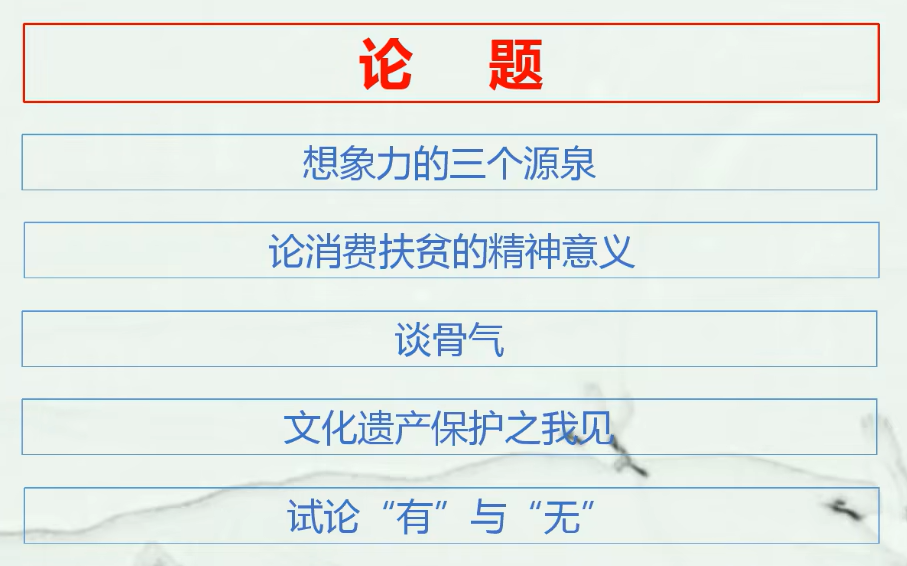 论 题
想象力的三个源泉
论消费扶贫的精神意义
谈骨气
文化遗产保护之我见
试论“有”与“无”